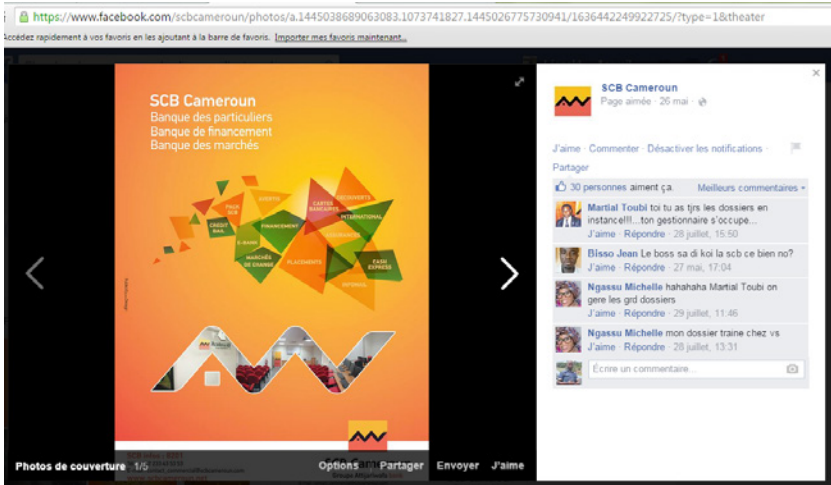 https://www.facebook.com/scbcameroun/photos/a.1445038689063083.1073741827.1445026775730941/1636442249922725/?type=1&theater
Accédez rapidement à vos favoris en les ajoutant à la barre de favoris. Importer mes favoris maintenant...
SCB Cameroun
Banque des particuliers
Banque de financement
Banque des marchés
PACK SCB
CARTES BANCAIRES
DECOUVERTS
INTERNATIONAL
CRÉDIT BAIL
FINANCEMENT
ASSURANCES
E-BANK
MARCHÉS DE CHANGE
PLACEMENTS
CASH EXPRESS
Photos de couverture 1/5
Options Partager Envoyer J'aime
SCB Cameroun
Page aimée · 26 mai ·
J'aime · Commenter · Désactiver les notifications ·
Partager
30 personnes aiment ça. Meilleurs commentaires
Martial Toubi toi tu as tjrs les dossiers en
instance!!!...ton gestionnaire s'occupe...
J'aime · Répondre · 28 juillet, 15:50
Bisso Jean Le boss sa di koi la scb ce bien no?
J'aime · Répondre · 27 mai, 17:04
Ngassu Michelle hahahaha Martial Toubi on
gere les grd dossiers
J'aime · Répondre · 29 juillet, 11:46
Ngassu Michelle mon dossier traine chez vs
J'aime · Répondre · 28 juillet, 13:31
Écrire un commentaire...